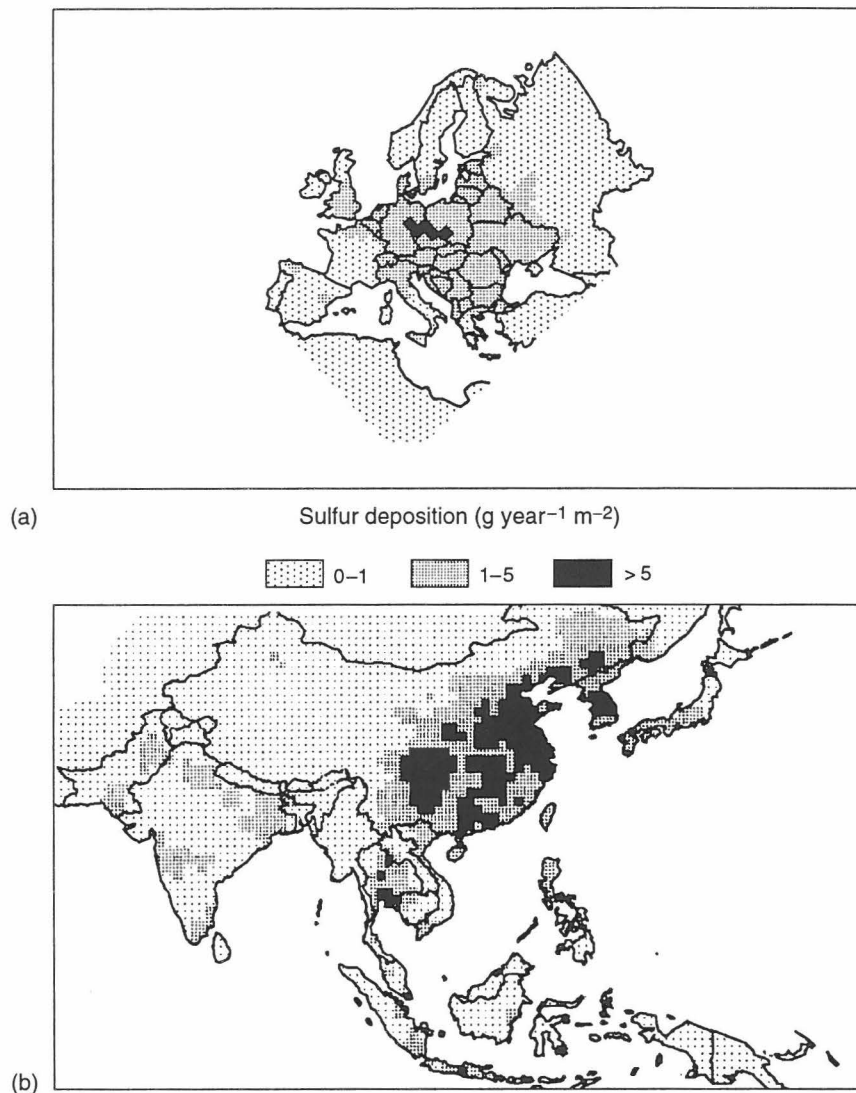 (a)
Sulfur deposition (g year⁻¹ m⁻²)
0–1 1–5 > 5
(b)